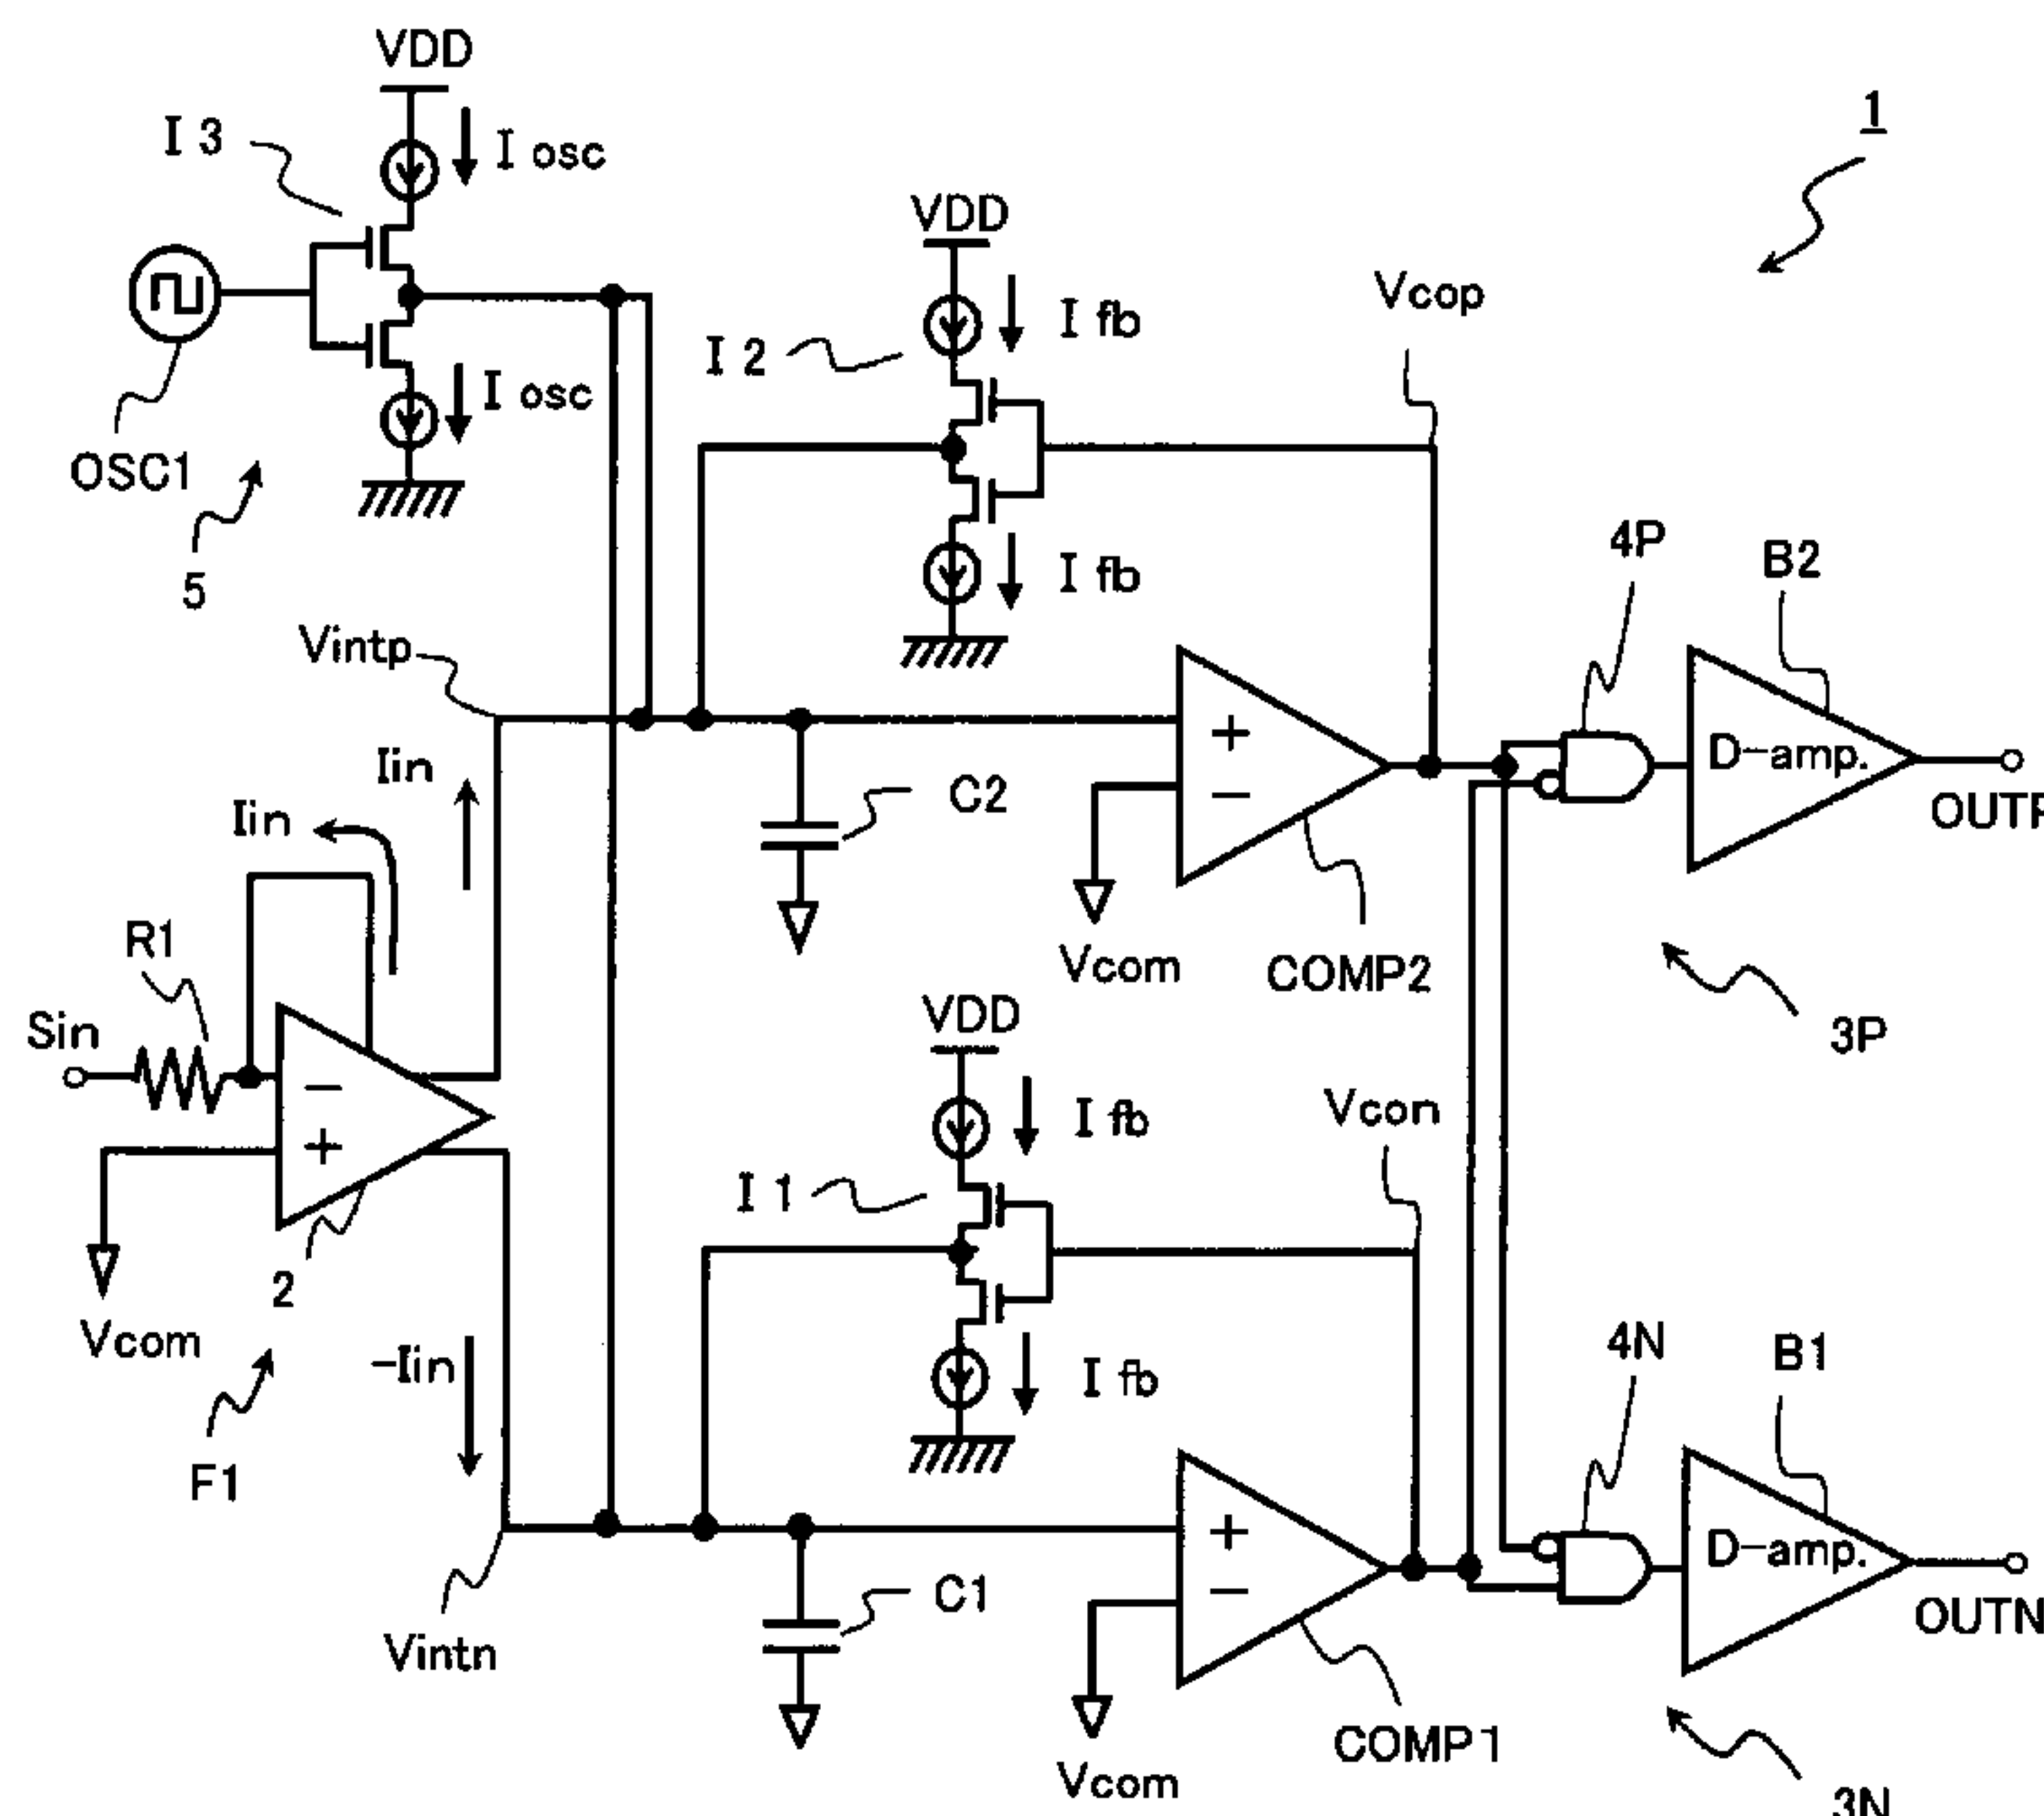 VDD
1
I 3
I osc
VDD
I fb
Vcop
I 2
I osc
OSC1
5
I fb
4P
B2
Vintp
+
−
D-amp.
Iin
C2
Iin
OUTP
R1
Vcom
COMP2
Sin
VDD
3P
−
+
I fb
Vcon
I 1
2
Vcom
-Iin
I fb
4N
B1
F1
+
−
D-amp.
C1
OUTN
Vintn
COMP1
Vcom
3N